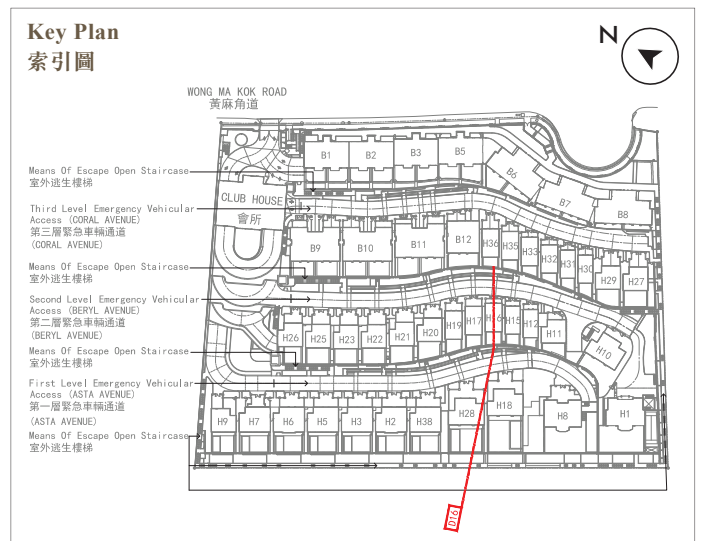 Key Plan
索引圖
N
WONG MA KOK ROAD
黃麻角道
Means Of Escape Open Staircase
室外逃生樓梯
Third Level Emergency Vehicular
Access (CORAL AVENUE)
第三層緊急車輛通道
(CORAL AVENUE)
Means Of Escape Open Staircase
室外逃生樓梯
Second Level Emergency Vehicular
Access (BERYL AVENUE)
第二層緊急車輛通道
(BERYL AVENUE)
Means Of Escape Open Staircase
室外逃生樓梯
First Level Emergency Vehicular
Access (ASTA AVENUE)
第一層緊急車輛通道
(ASTA AVENUE)
Means Of Escape Open Staircase
室外逃生樓梯
CLUB HOUSE
會所
B1 B2 B3 B5 B6 B7 B8
B9 B10 B11 B12 H36 H35 H33 H32 H31 H30 H29 H27
H26 H25 H23 H22 H21 H20 H19 H17 H16 H15 H12 H11 H10
H9 H7 H6 H5 H3 H2 H38 H28 H18 H8 H1
D16